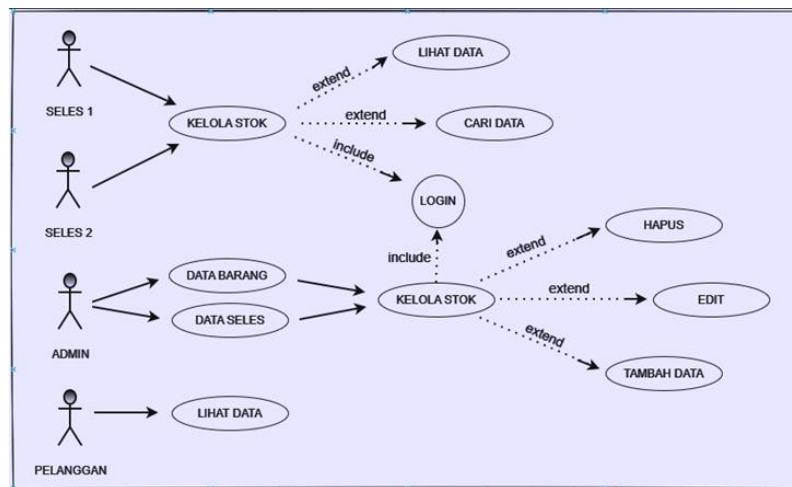 SELES 1
KELOLA STOK
extend
LIHAT DATA
extend
CARI DATA
include
LOGIN
SELES 2
ADMIN
DATA BARANG
DATA SELES
include
KELOLA STOK
extend
HAPUS
extend
EDIT
extend
TAMBAH DATA
PELANGGAN
LIHAT DATA